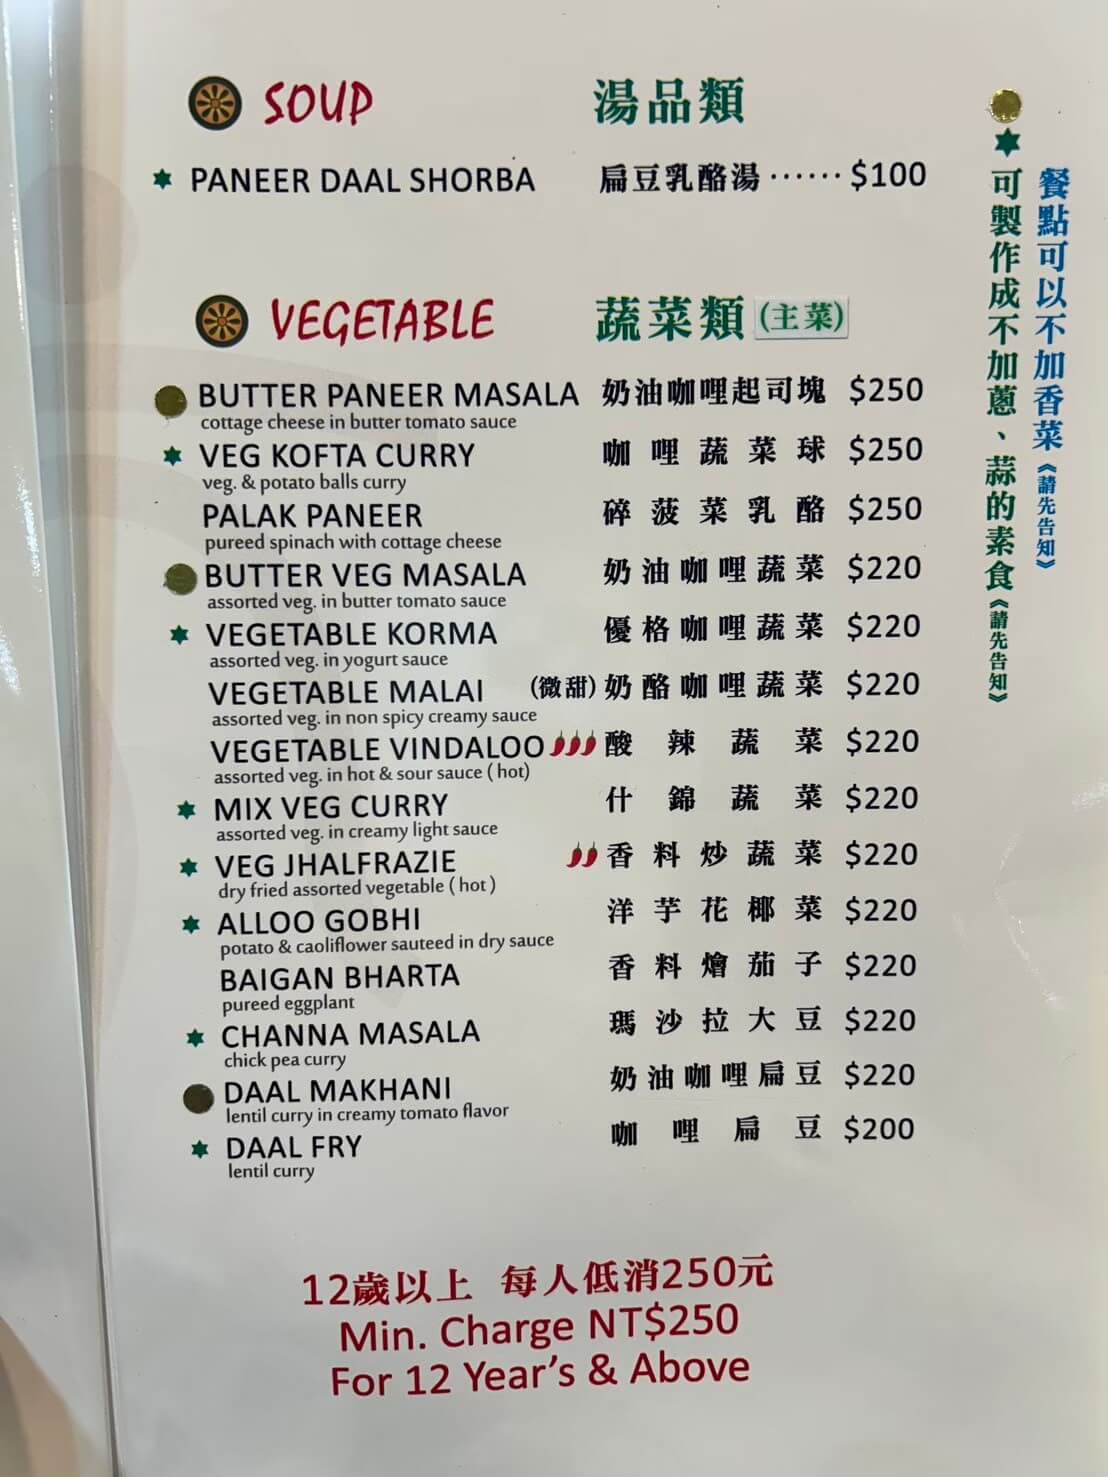 SOUP 湯品類
PANEER DAAL SHORBA 扁豆乳酪湯 ······ $100
VEGETABLE 蔬菜類 (主菜)
BUTTER PANEER MASALA 奶油咖哩起司塊 $250
cottage cheese in butter tomato sauce
VEG KOFTA CURRY 咖哩蔬菜球 $250
veg. & potato balls curry
PALAK PANEER 碎菠菜乳酪 $250
pureed spinach with cottage cheese
BUTTER VEG MASALA 奶油咖哩蔬菜 $220
assorted veg. in butter tomato sauce
VEGETABLE KORMA 優格咖哩蔬菜 $220
assorted veg. in yogurt sauce
VEGETABLE MALAI (微甜) 奶酪咖哩蔬菜 $220
assorted veg. in non spicy creamy sauce
VEGETABLE VINDALOO 酸辣蔬菜 $220
assorted veg. in hot & sour sauce ( hot)
MIX VEG CURRY 什錦蔬菜 $220
assorted veg. in creamy light sauce
VEG JHALFRAZIE 香料炒蔬菜 $220
dry fried assorted vegetable ( hot )
ALLOO GOBHI 洋芋花椰菜 $220
potato & caoliflower sauteed in dry sauce
BAIGAN BHARTA 香料燴茄子 $220
pureed eggplant
CHANNA MASALA 瑪沙拉大豆 $220
chick pea curry
DAAL MAKHANI 奶油咖哩扁豆 $220
lentil curry in creamy tomato flavor
DAAL FRY 咖哩扁豆 $200
lentil curry
餐點可以不加香菜《請先告知》
可製作成不加蔥、蒜的素食《請先告知》
12歲以上 每人低消250元
Min. Charge NT$250
For 12 Year's & Above